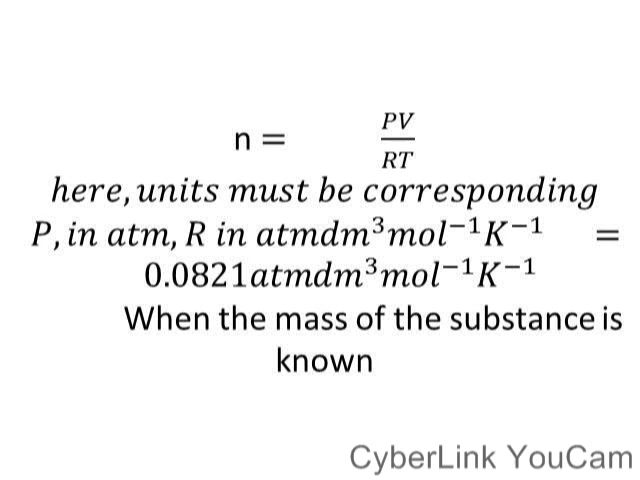 n = PV/RT
here, units must be corresponding
P, in atm, R in atmdm³mol⁻¹K⁻¹ =
0.0821atmdm³mol⁻¹K⁻¹
When the mass of the substance is
known
CyberLink YouCam